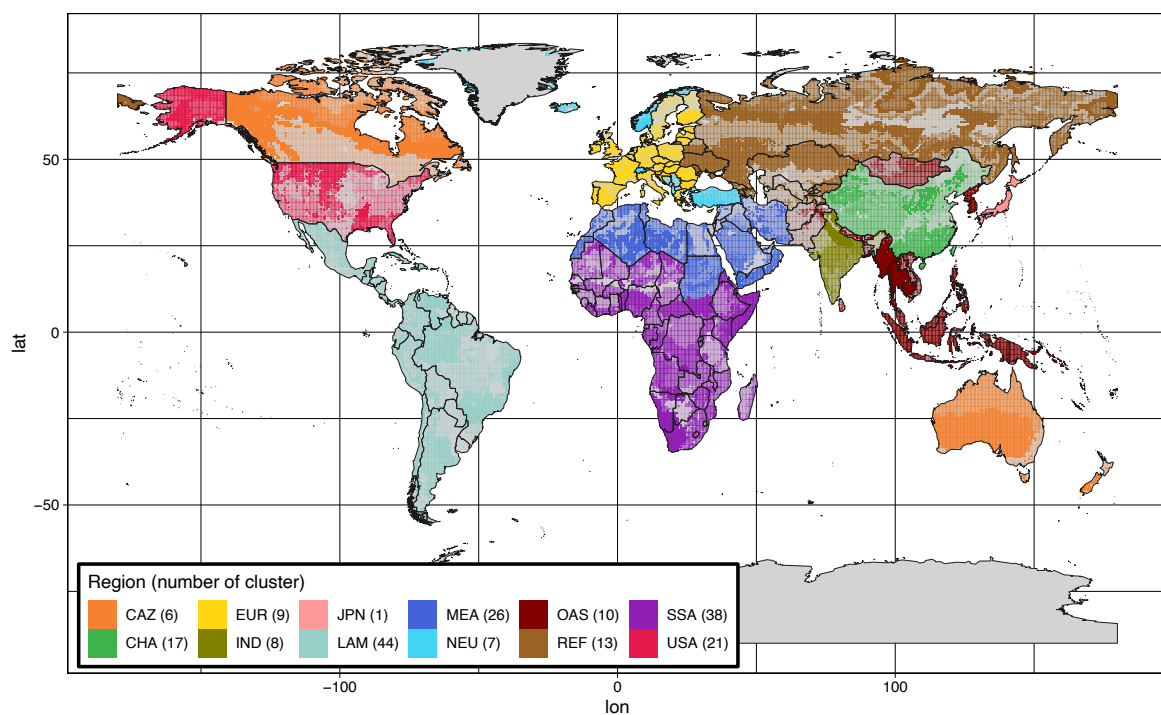 50
0
−50
lat
Region (number of cluster)
CAZ (6) EUR (9) JPN (1) MEA (26) OAS (10) SSA (38)
CHA (17) IND (8) LAM (44) NEU (7) REF (13) USA (21)
−100 0 100
lon